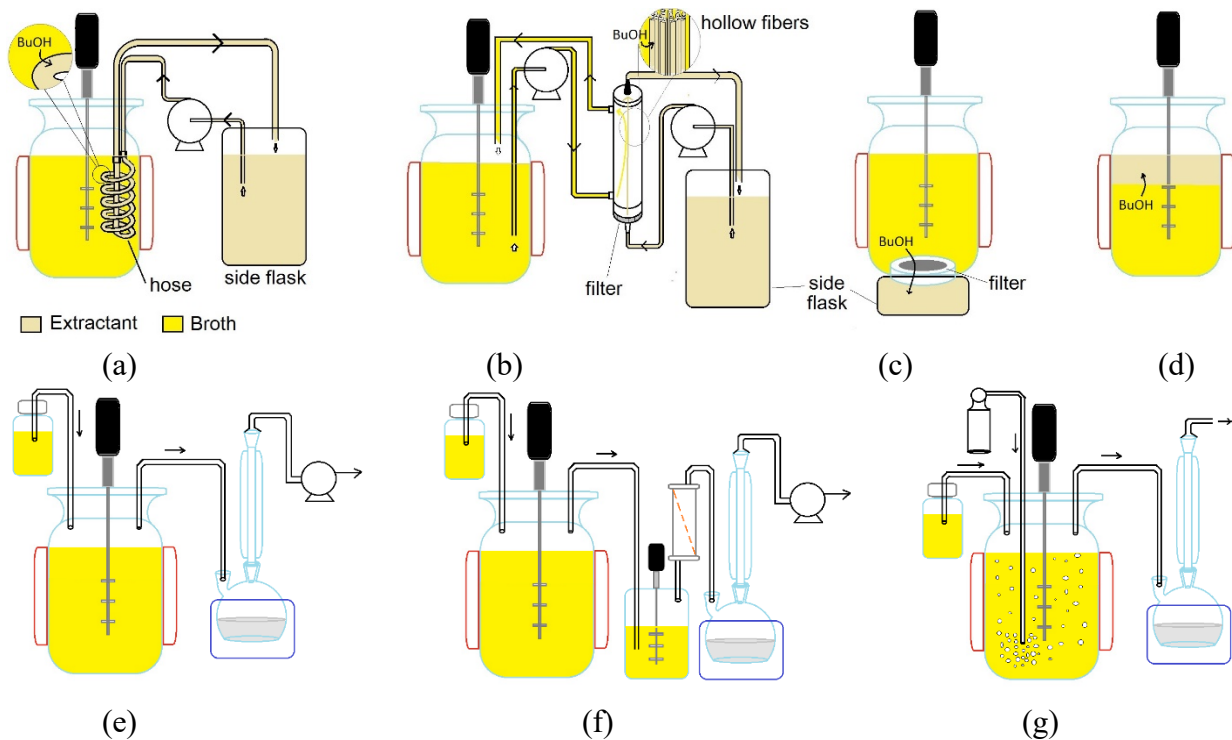 BuOH
hose
side flask
Extractant
Broth
(a)
hollow fibers
BuOH
filter
(b)
side
flask
BuOH
filter
(c)
BuOH
(d)
(e)
(f)
(g)